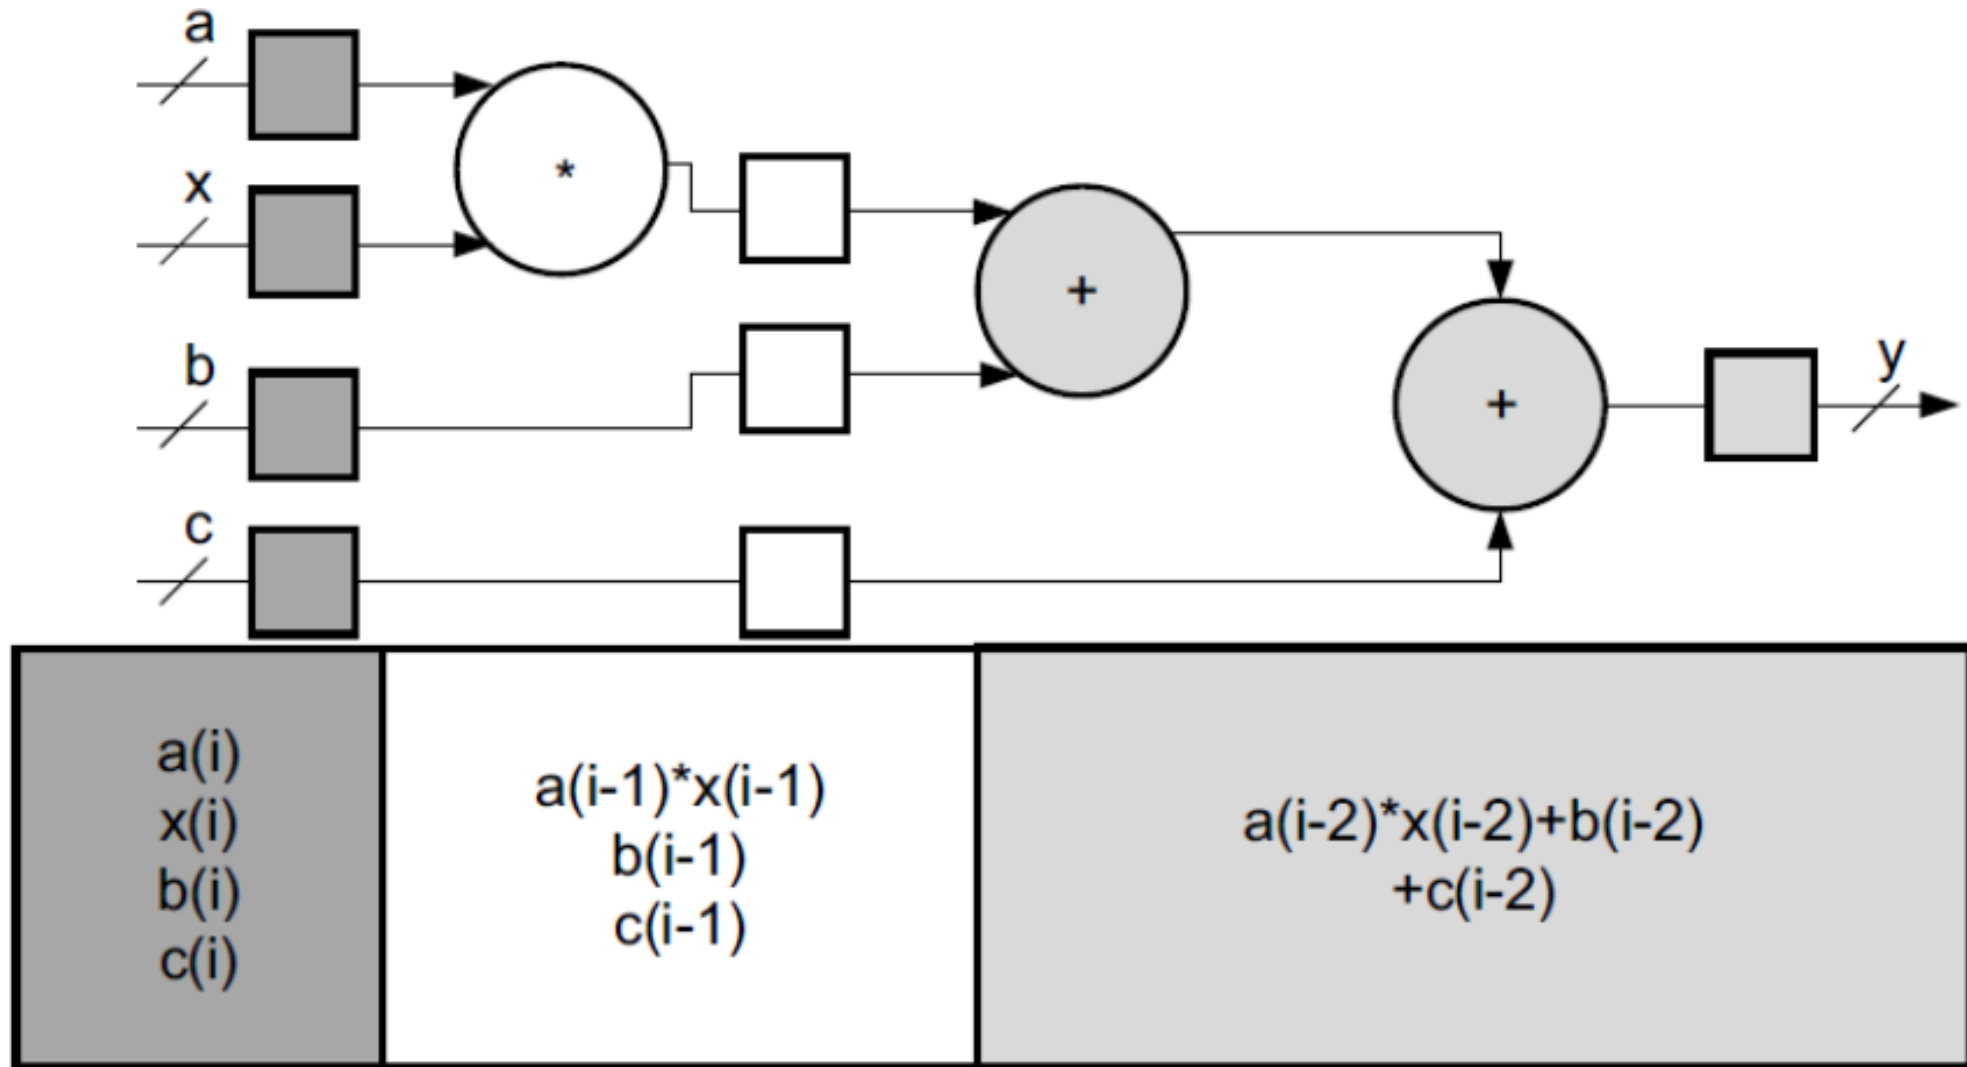 a
x
*
b
+
+
y
c
a(i)
x(i)
b(i)
c(i)
a(i-1)*x(i-1)
b(i-1)
c(i-1)
a(i-2)*x(i-2)+b(i-2)
+c(i-2)